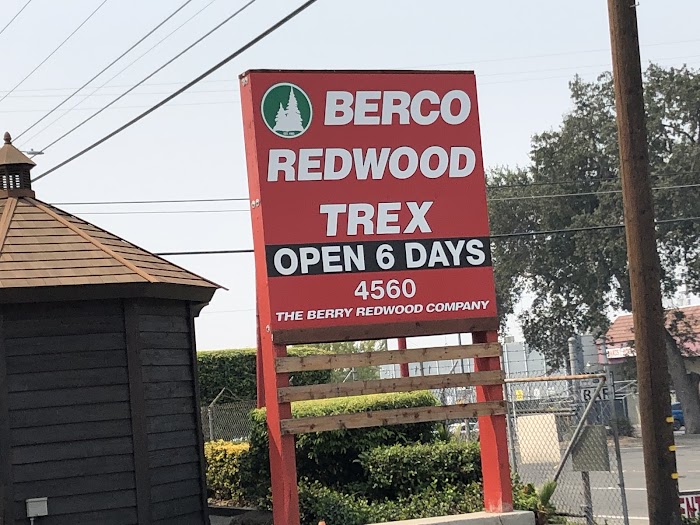 BERCO
REDWOOD
TREX
OPEN 6 DAYS
4560
THE BERRY REDWOOD COMPANY